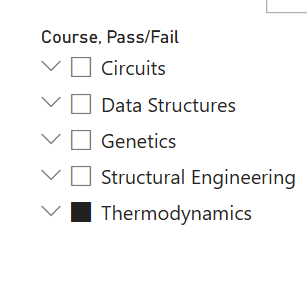 Course, Pass/Fail
Circuits
Data Structures
Genetics
Structural Engineering
Thermodynamics